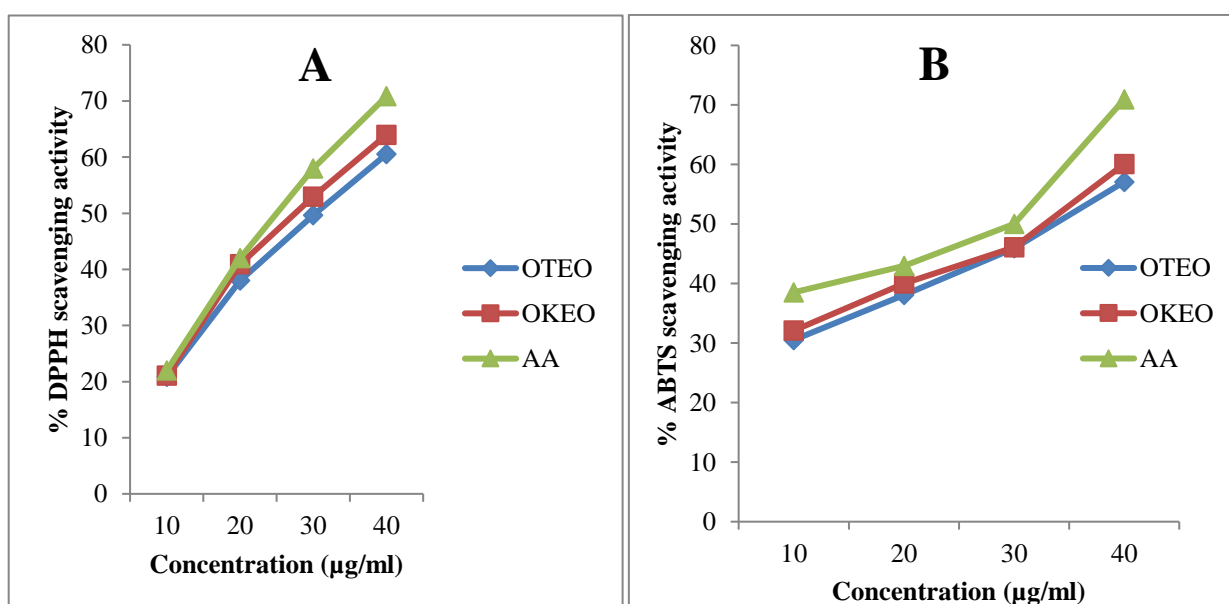 A
% DPPH scavenging activity
80
70
60
50
40
30
20
10
0
10 20 30 40
Concentration (µg/ml)
OTEO
OKEO
AA
B
% ABTS scavenging activity
80
70
60
50
40
30
20
10
0
10 20 30 40
Concentration (µg/ml)
OTEO
OKEO
AA